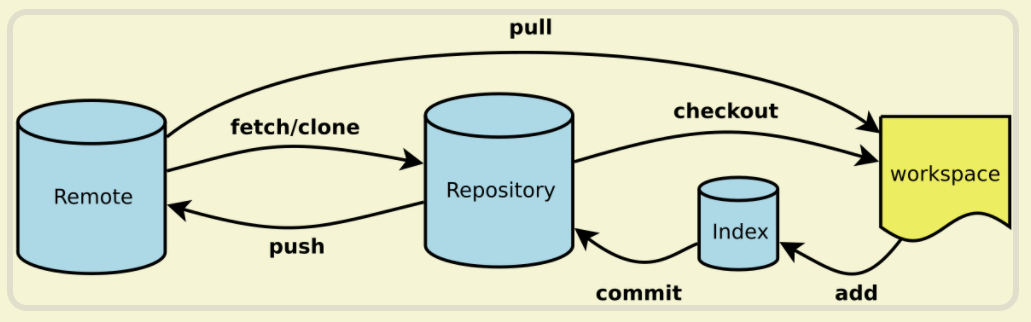 pull
fetch/clone
checkout
Remote
Repository
workspace
Index
push
commit
add